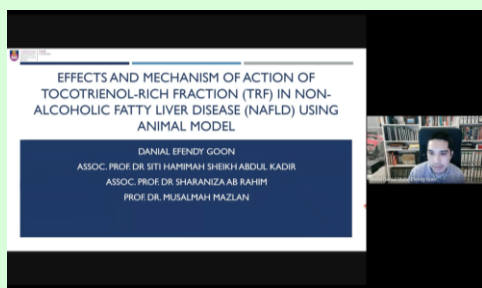 EFFECTS AND MECHANISM OF ACTION OF
TOCOTRIENOL-RICH FRACTION (TRF) IN NON-
ALCOHOLIC FATTY LIVER DISEASE (NAFLD) USING
ANIMAL MODEL
DANIAL EFENDY GOON
ASSOC. PROF. DR SITI HAMIMAH SHEIKH ABDUL KADIR
ASSOC. PROF. DR SHARANIZA AB RAHIM
PROF. DR. MUSALMAH MAZLAN